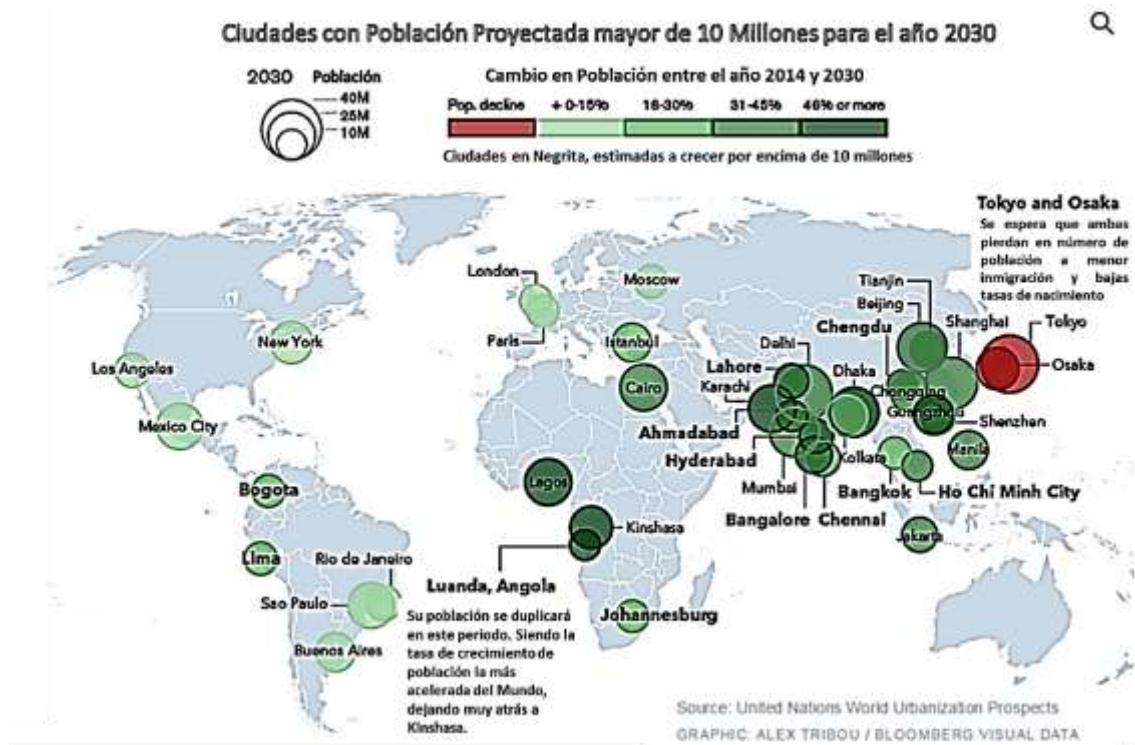 Ciudades con Población Proyectada mayor de 10 Millones para el año 2030
2030 Población
40M
25M
10M
Cambio en Población entre el año 2014 y 2030
Pop. decline
+ 0-15%
16-30%
31-45%
46% or more
Ciudades en Negrita, estimadas a crecer por encima de 10 millones
Tokyo and Osaka
Se espera que ambas
pierdan en número de
población a menor
inmigración y bajas
tasas de nacimiento
London
Moscow
Tianjin
Beijing
Chengdu
Shanghai
Tokyo
New York
Paris
Istanbul
Delhi
Los Angeles
Lahore
Dhaka
Osaka
Karachi
Cairo
Chongqing
Guangzhou
Shenzhen
Mexico City
Ahmadabad
Hyderabad
Kolkata
Manila
Mumbai
Bangkok
Ho Chi Minh City
Bogota
Lagos
Bangalore
Chennai
Kinshasa
Jakarta
Lima
Rio de Janeiro
Luanda, Angola
Sao Paulo
Su población se duplicará
en este periodo. Siendo la
tasa de crecimiento de
población la más
acelerada del Mundo,
dejando muy atrás a
Kinshasa.
Johannesburg
Buenos Aires
Source: United Nations World Urbanization Prospects
GRAPHIC: ALEX TRIBOU / BLOOMBERG VISUAL DATA